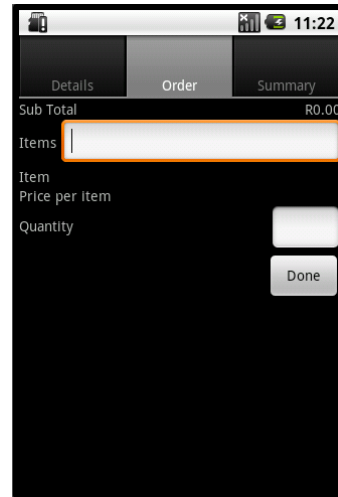 11:22
Details Order Summary
Sub Total R0.00
Items
Item
Price per item
Quantity
Done